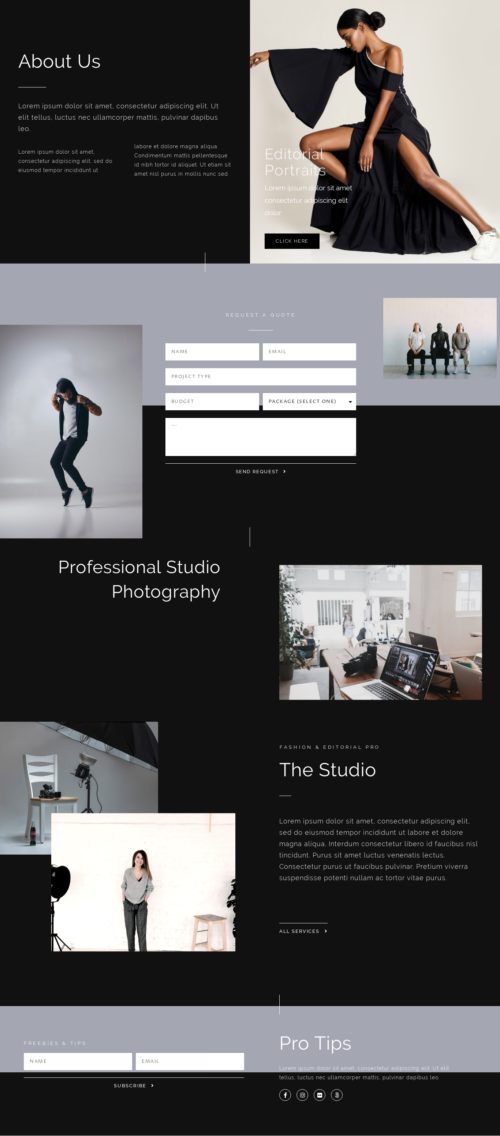 About Us
Lorem ipsum dolor sit amet, consectetur adipiscing elit. Ut
elit tellus, luctus nec ullamcorper mattis, pulvinar dapibus
leo.
Lorem ipsum dolor sit amet,
consectetur adipiscing elit, sed do
eiusmod tempor incididunt ut
labore et dolore magna aliqua
Condimentum mattis pellentesque
id nibh tortor id aliquet. Ut etiam sit
amet nisl purus in mollis nunc sed
Editorial
Portraits
Lorem ipsum dolor sit amet
consectetur adipiscing elit
dolor
CLICK HERE
REQUEST A QUOTE
NAME
EMAIL
PROJECT TYPE
BUDGET
PACKAGE (SELECT ONE)
...
SEND REQUEST >
Professional Studio
Photography
FASHION & EDITORIAL PRO
The Studio
Lorem ipsum dolor sit amet, consectetur adipiscing elit,
sed do eiusmod tempor incididunt ut labore et dolore
magna aliqua. Interdum consectetur libero id faucibus nisl
tincidunt. Purus sit amet luctus venenatis lectus.
Consectetur purus ut faucibus pulvinar. Pretium viverra
suspendisse potenti nullam ac tortor vitae purus.
ALL SERVICES >
FREEBIES & TIPS
NAME
EMAIL
SUBSCRIBE >
Pro Tips
Lorem ipsum dolor sit amet, consectetur adipiscing elit. Ut elit
tellus, luctus nec ullamcorper mattis, pulvinar dapibus leo.